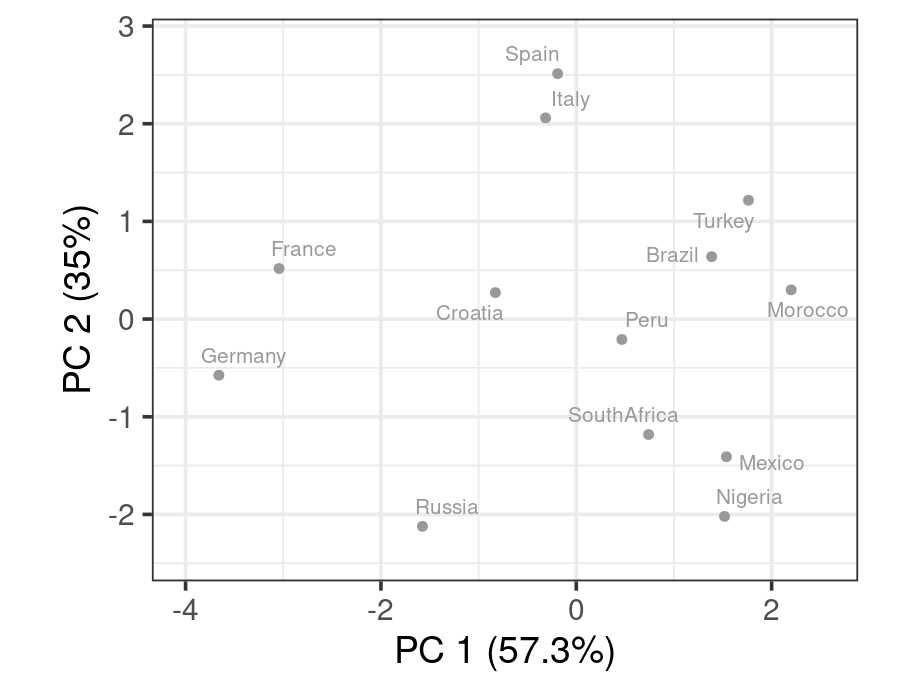 3
Spain
Italy
2
Turkey
1
Brazil
France
Morocco
Croatia
0
Peru
Germany
SouthAfrica
-1
Mexico
Nigeria
Russia
-2
PC 2 (35%)
-4 -2 0 2
PC 1 (57.3%)